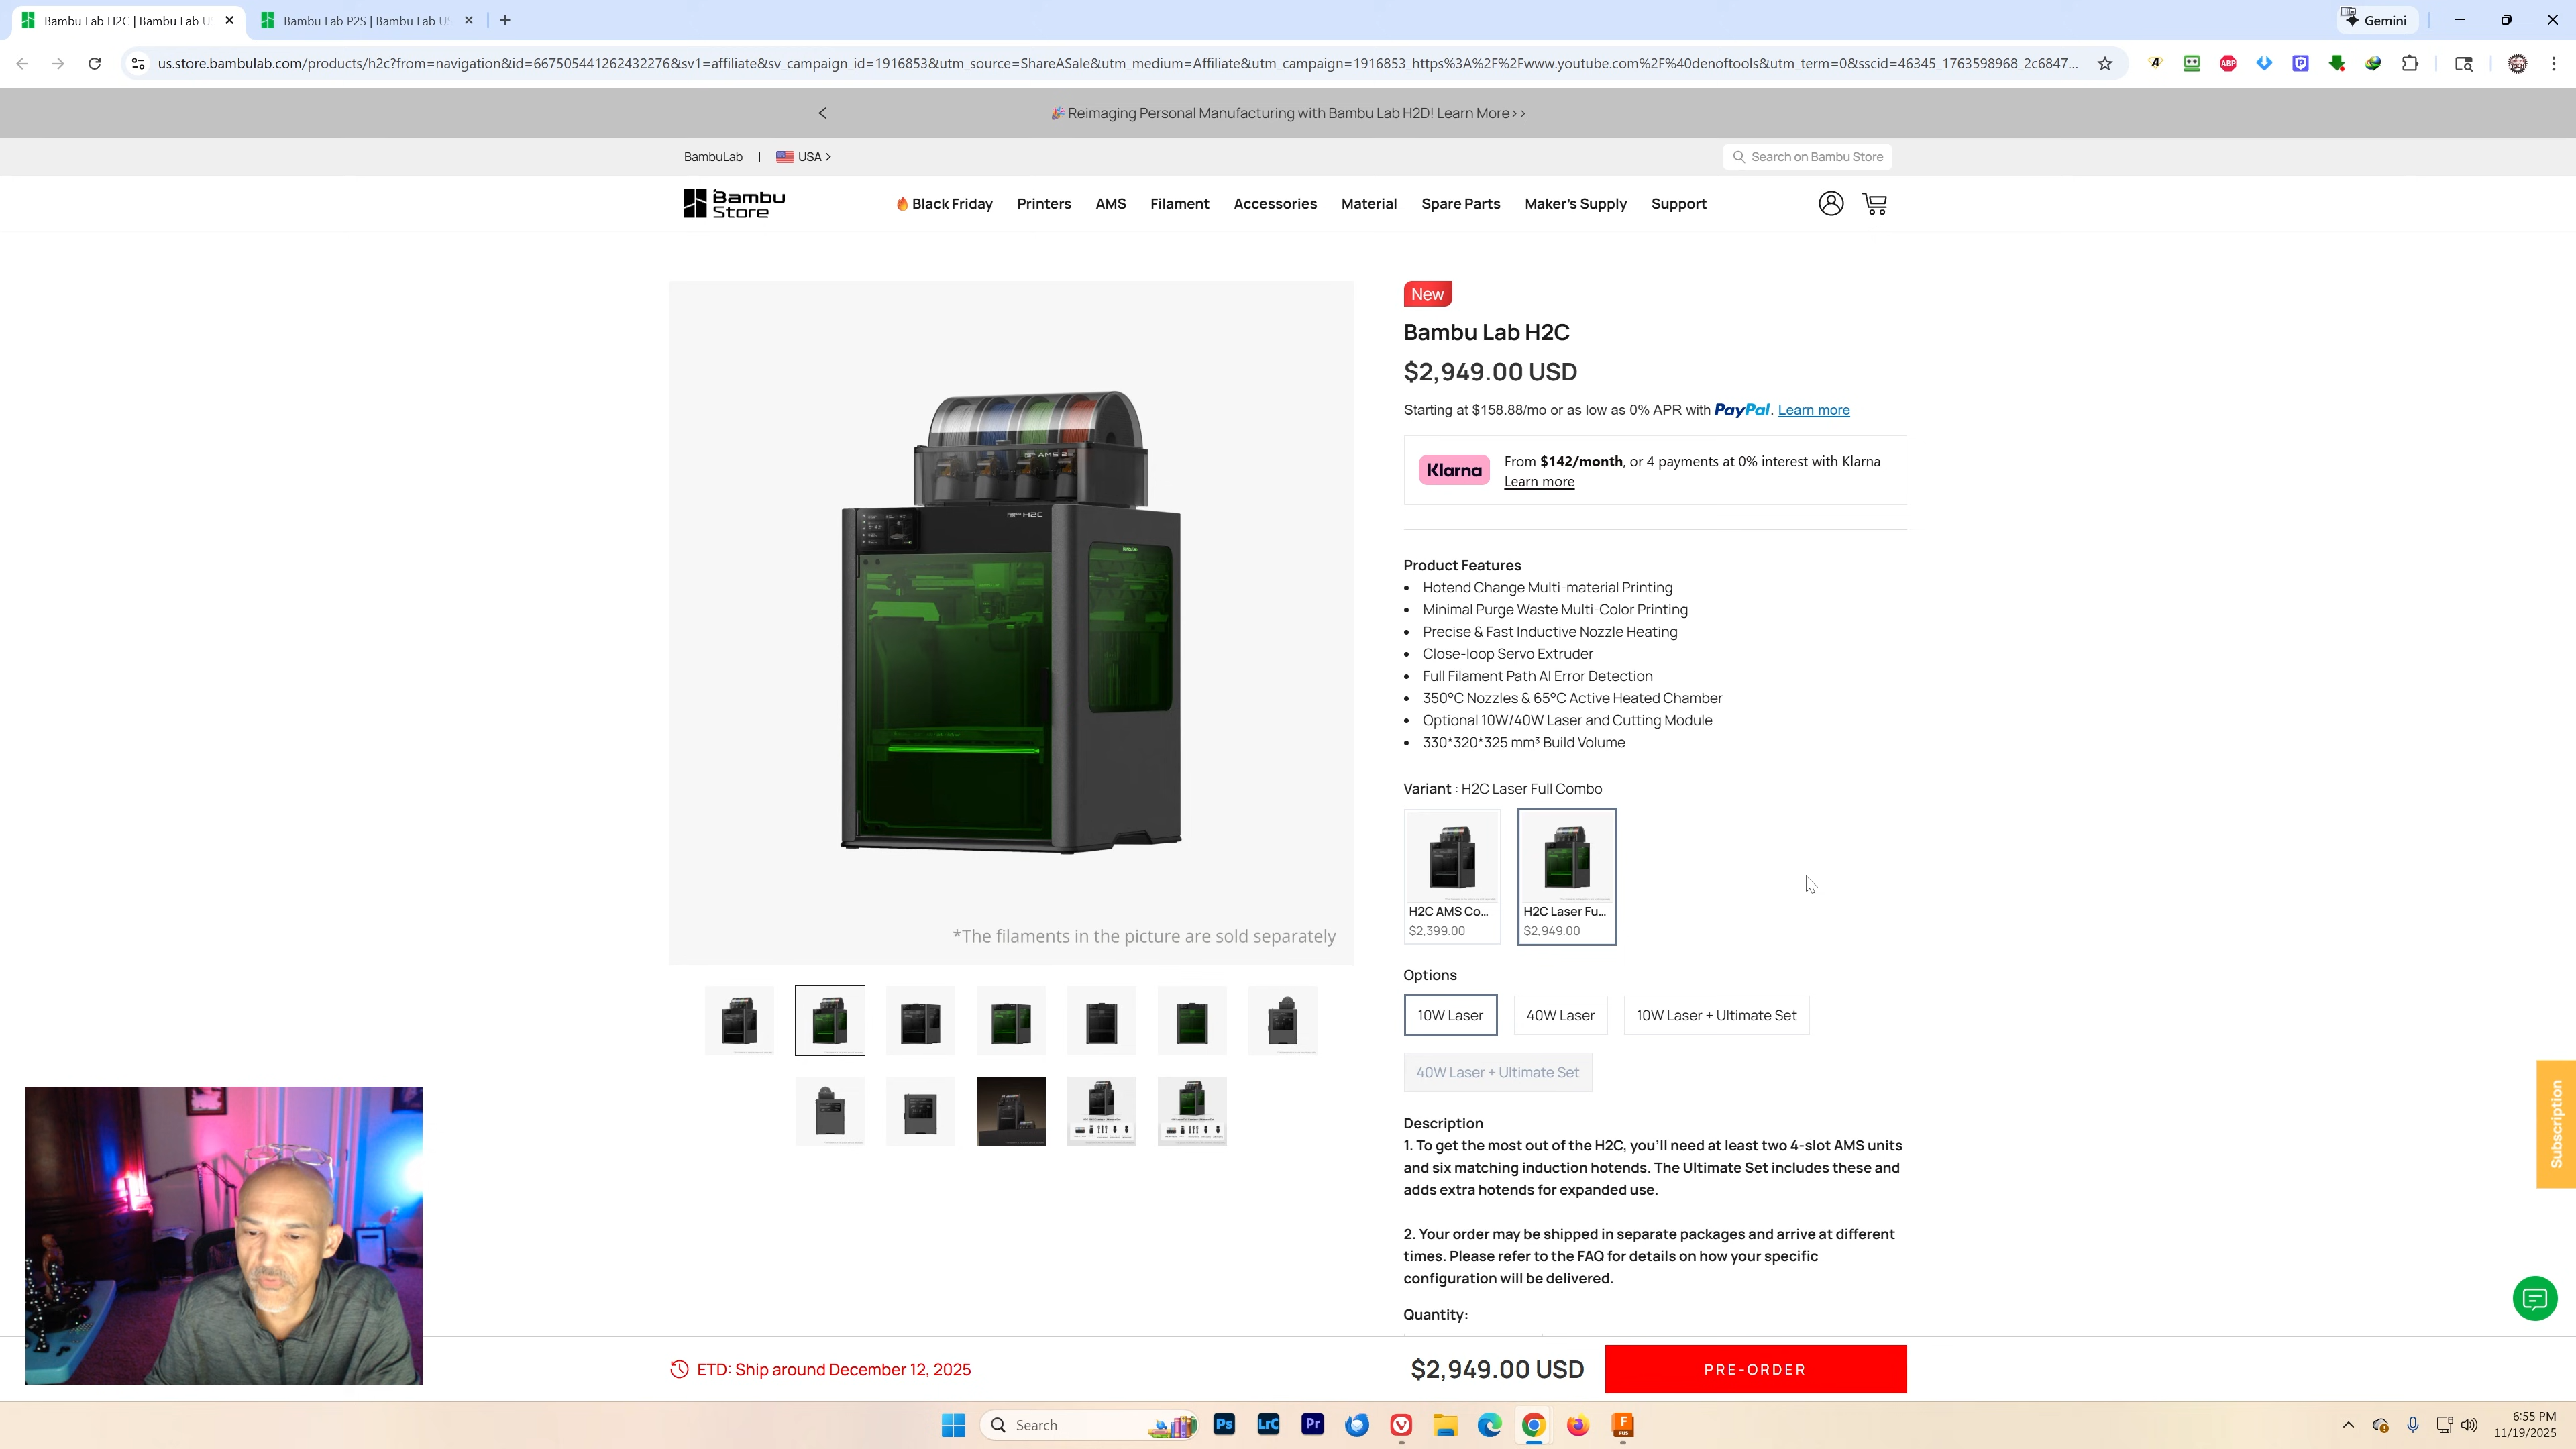 Bambu Lab H2C | Bambu Lab U
Bambu Lab P2S | Bambu Lab US
Gemini
us.store.bambulab.com/products/h2c?from=navigation&id=667505441262432276&sv1=affiliate&sv_campaign_id=1916853&utm_source=ShareASale&utm_medium=Affiliate&utm_campaign=1916853_https%3A%2F%2Fwww.youtube.com%2F%40denoftools&utm_term=0&sscid=46345_1763598968_2c6847...
ABP
🎉 Reimaging Personal Manufacturing with Bambu Lab H2D! Learn More>>
BambuLab | USA >
Search on Bambu Store
Bambu
Store
🔥 Black Friday Printers AMS Filament Accessories Material Spare Parts Maker's Supply Support
New
Bambu Lab H2C
$2,949.00 USD
Starting at $158.88/mo or as low as 0% APR with PayPal. Learn more
Klarna
From $142/month, or 4 payments at 0% interest with Klarna
Learn more
AMS 2
H2C
Product Features
• Hotend Change Multi-material Printing
• Minimal Purge Waste Multi-Color Printing
• Precise & Fast Inductive Nozzle Heating
• Close-loop Servo Extruder
• Full Filament Path AI Error Detection
• 350°C Nozzles & 65°C Active Heated Chamber
• Optional 10W/40W Laser and Cutting Module
• 330*320*325 mm³ Build Volume
Variant : H2C Laser Full Combo
H2C AMS Co...
$2,399.00
H2C Laser Fu...
$2,949.00
*The filaments in the picture are sold separately
Options
10W Laser
40W Laser
10W Laser + Ultimate Set
40W Laser + Ultimate Set
Description
1. To get the most out of the H2C, you'll need at least two 4-slot AMS units
and six matching induction hotends. The Ultimate Set includes these and
adds extra hotends for expanded use.
2. Your order may be shipped in separate packages and arrive at different
times. Please refer to the FAQ for details on how your specific
configuration will be delivered.
Quantity:
Subscription
ETD: Ship around December 12, 2025
$2,949.00 USD
PRE-ORDER
Search
Ps
LrC
Pr
F
FUS
6:55 PM
11/19/2025